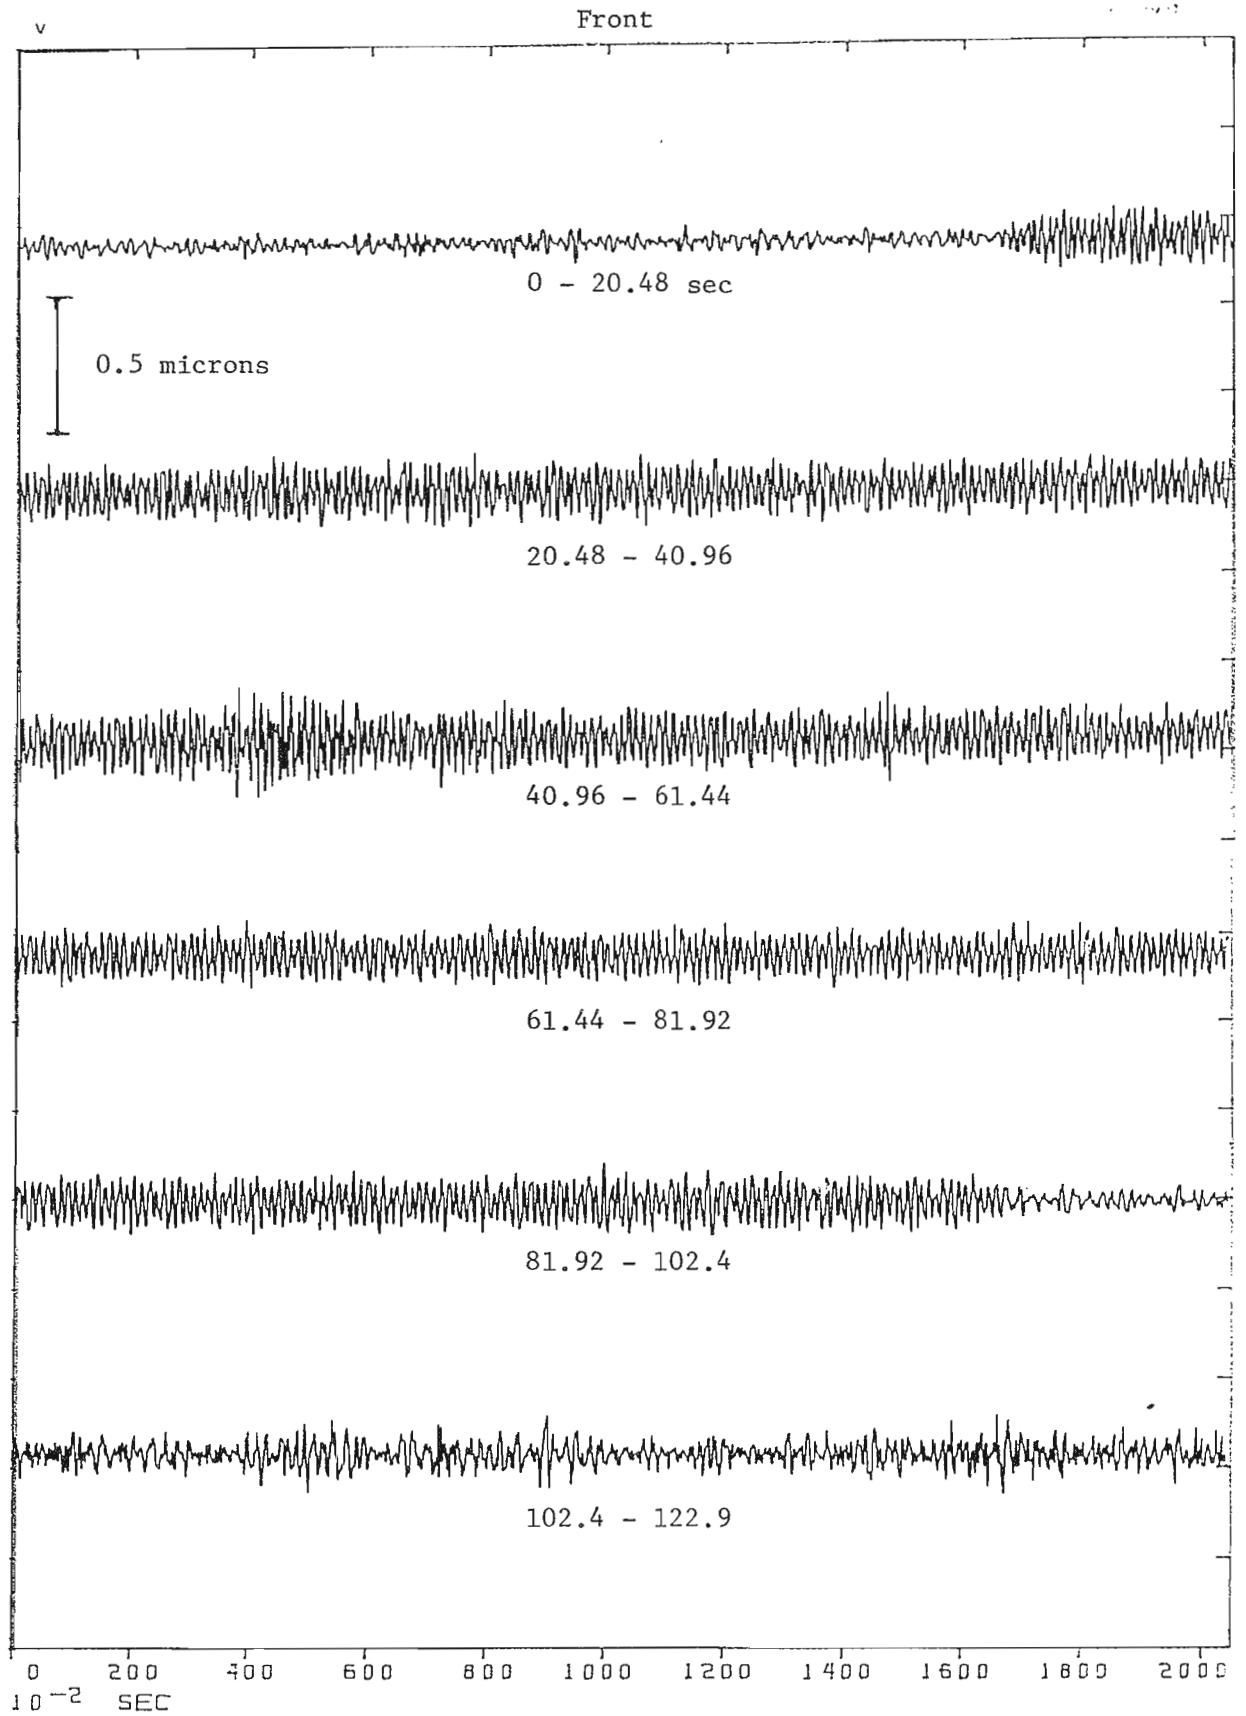 Front
v
0 - 20.48 sec
0.5 microns
20.48 - 40.96
40.96 - 61.44
61.44 - 81.92
81.92 - 102.4
102.4 - 122.9
0 200 400 600 800 1000 1200 1400 1600 1800 2000
10⁻² SEC